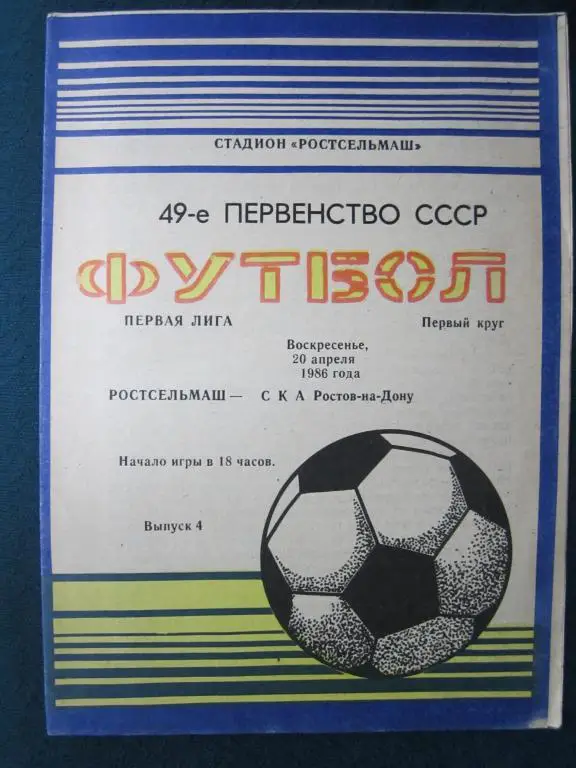 СТАДИОН «РОСТСЕЛЬМАШ»
49-е ПЕРВЕНСТВО СССР
ФУТБОЛ
ПЕРВАЯ ЛИГА Первый круг
Воскресенье,
20 апреля
1986 года
РОСТСЕЛЬМАШ — С К А Ростов-на-Дону
Начало игры в 18 часов.
Выпуск 4